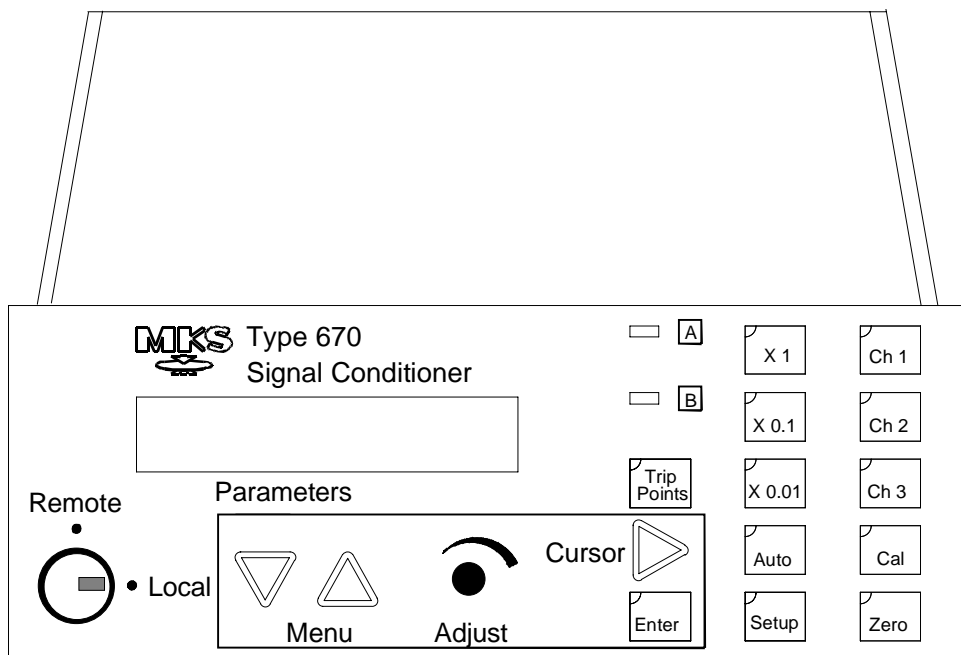 MKS Type 670
Signal Conditioner
A
B
Trip
Points
X 1
Ch 1
X 0.1
Ch 2
X 0.01
Ch 3
Auto
Cal
Setup
Zero
Remote
Local
Parameters
Menu
Adjust
Cursor
Enter